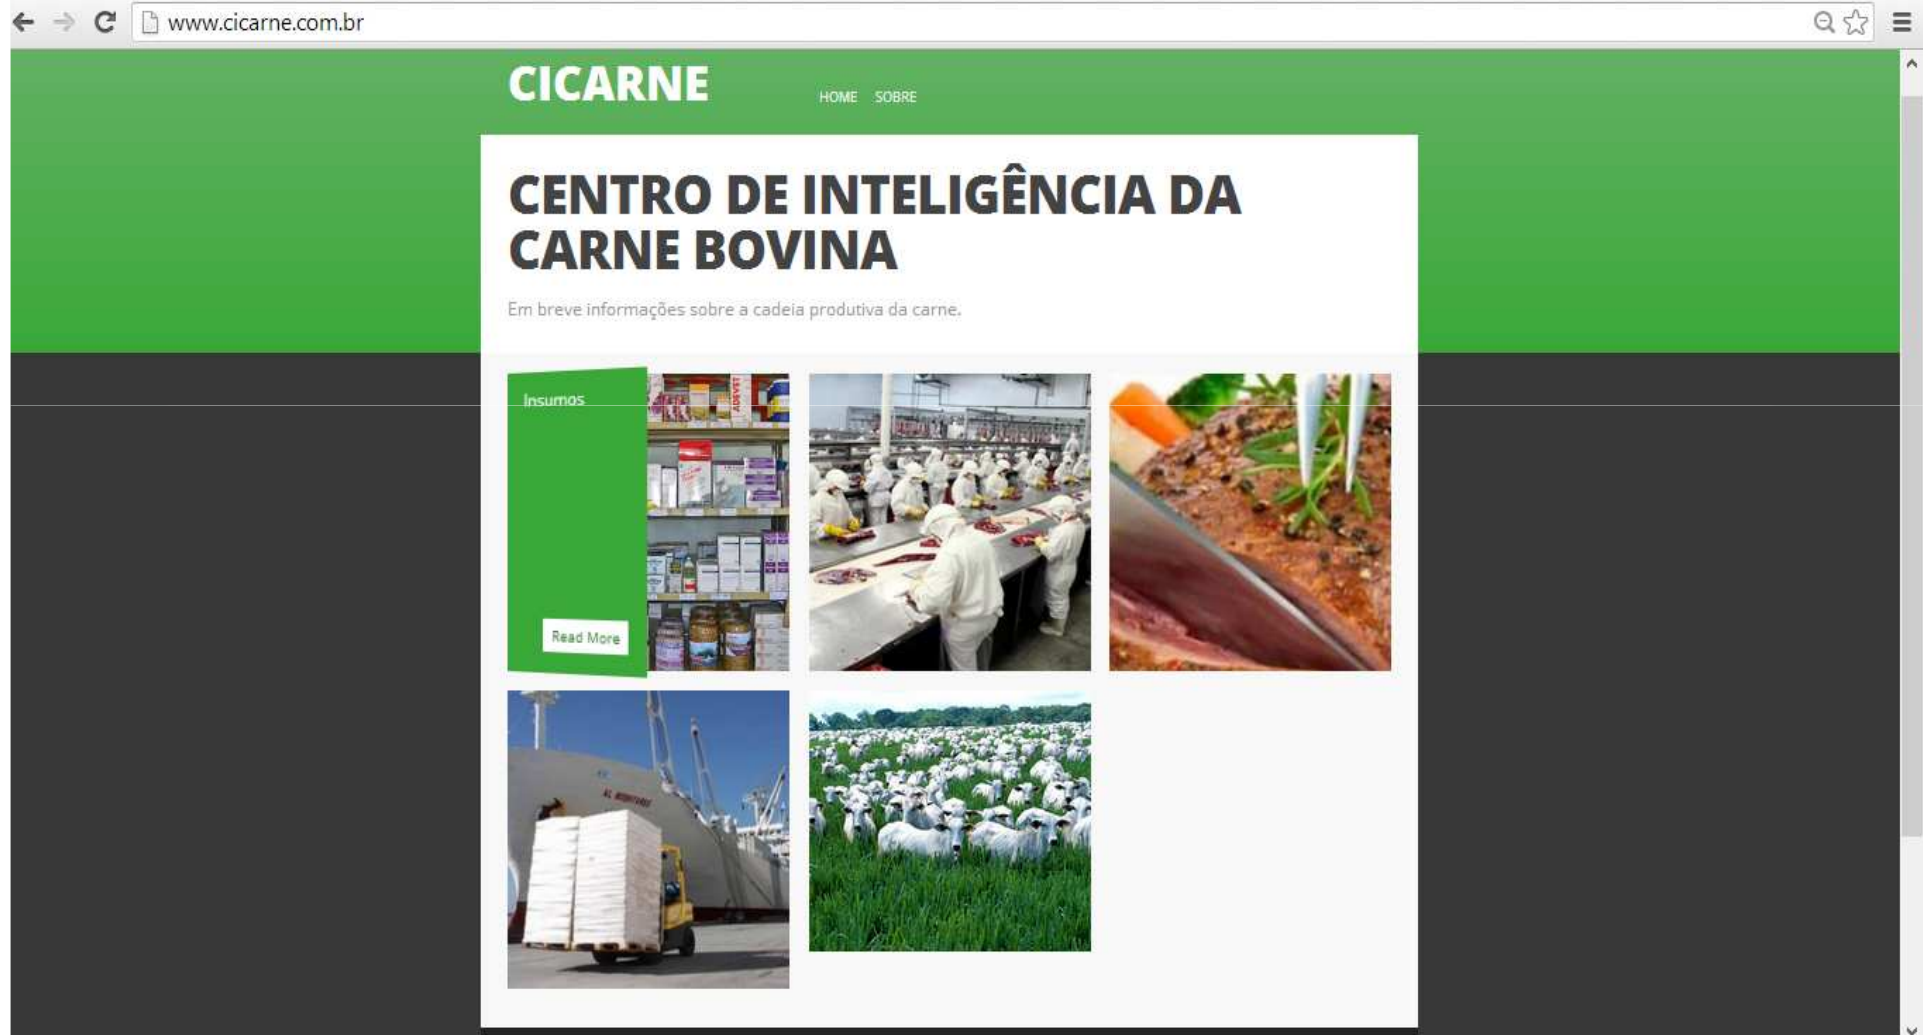 www.cicarne.com.br
CICARNE
HOME SOBRE
CENTRO DE INTELIGÊNCIA DA
CARNE BOVINA
Em breve informações sobre a cadeia produtiva da carne.
Insumos
ADEVET
Read More